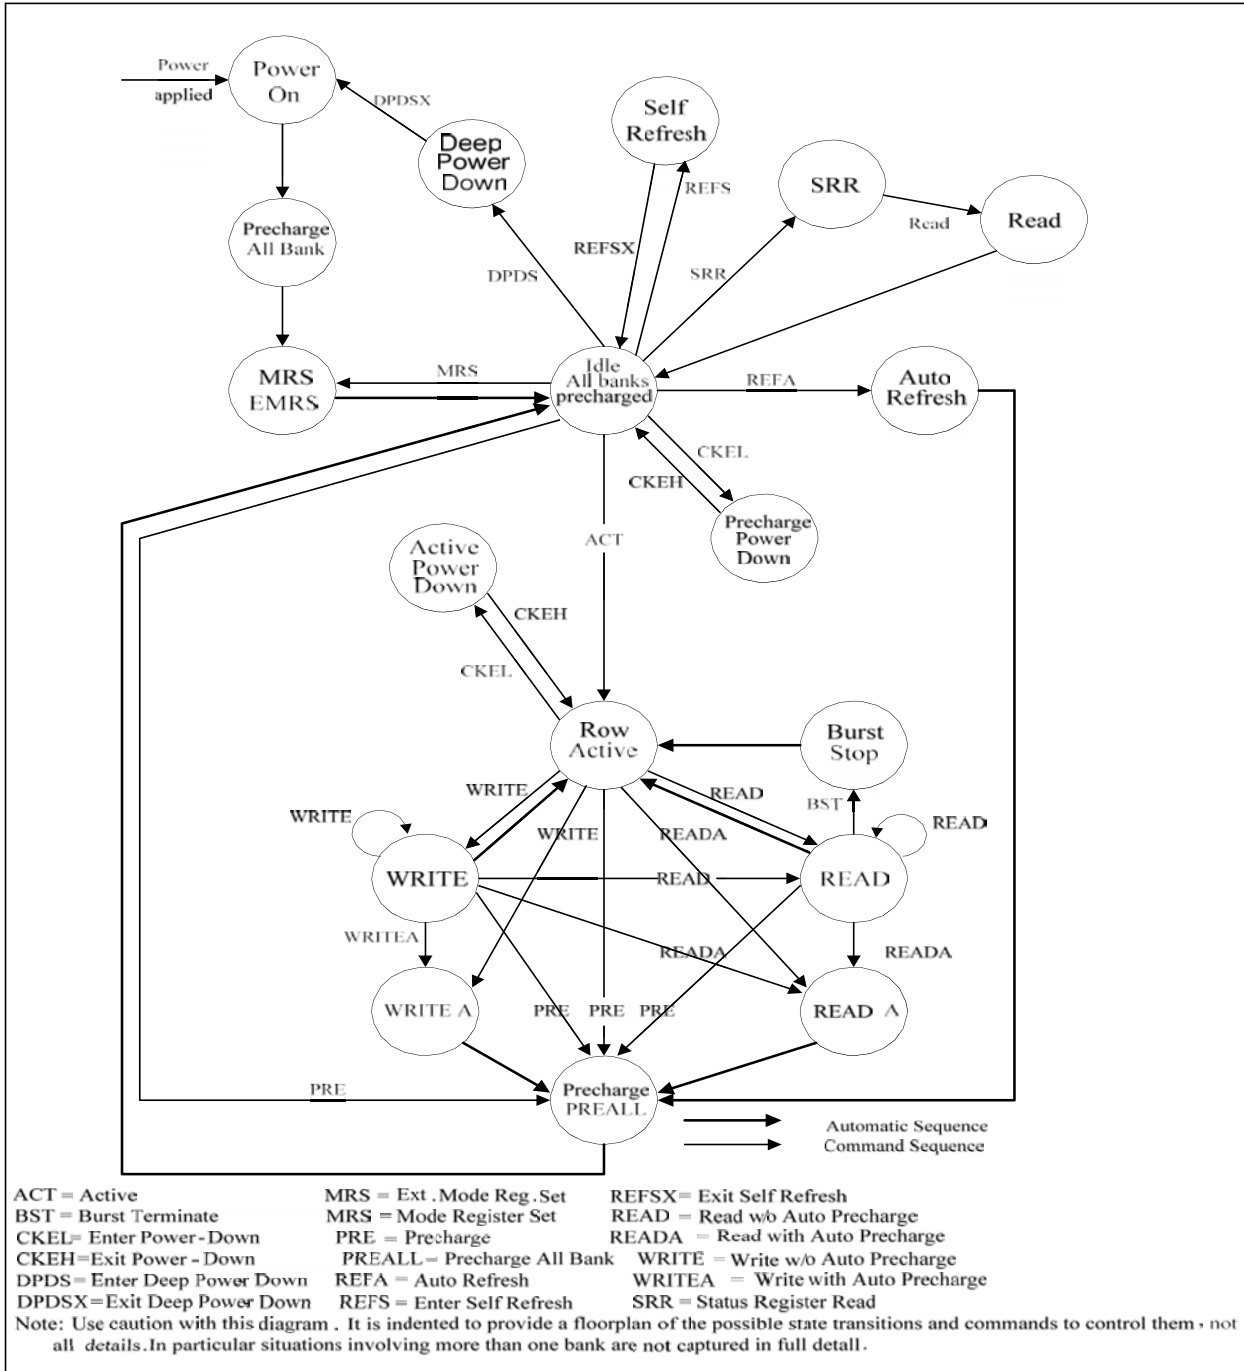 Power
applied
Power
On
DPDSX
Deep
Power
Down
Self
Refresh
REFS
SRR
Read
Read
Precharge
All Bank
REFSX
DPDS
SRR
MRS
EMRS
MRS
Idle
All banks
precharged
REFA
Auto
Refresh
CKEL
CKEH
Precharge
Power
Down
ACT
Active
Power
Down
CKEH
CKEL
Row
Active
Burst
Stop
WRITE
READ
BST
WRITE
WRITE
READA
READ
WRITE
READ
READ
WRITEA
READA
READA
WRITE A
PRE
PRE
PRE
READ A
PRE
Precharge
PREALL
Automatic Sequence
Command Sequence
ACT = Active MRS = Ext .Mode Reg.Set REFSX= Exit Self Refresh
BST = Burst Terminate MRS = Mode Register Set READ = Read w/o Auto Precharge
CKEL= Enter Power-Down PRE = Precharge READA = Read with Auto Precharge
CKEH= Exit Power - Down PREALL= Precharge All Bank WRITE = Write w/o Auto Precharge
DPDS= Enter Deep Power Down REFA = Auto Refresh WRITEA = Write with Auto Precharge
DPDSX=Exit Deep Power Down REFS = Enter Self Refresh SRR = Status Register Read
Note: Use caution with this diagram . It is indented to provide a floorplan of the possible state transitions and commands to control them , not
all details.In particular situations involving more than one bank are not captured in full detall.